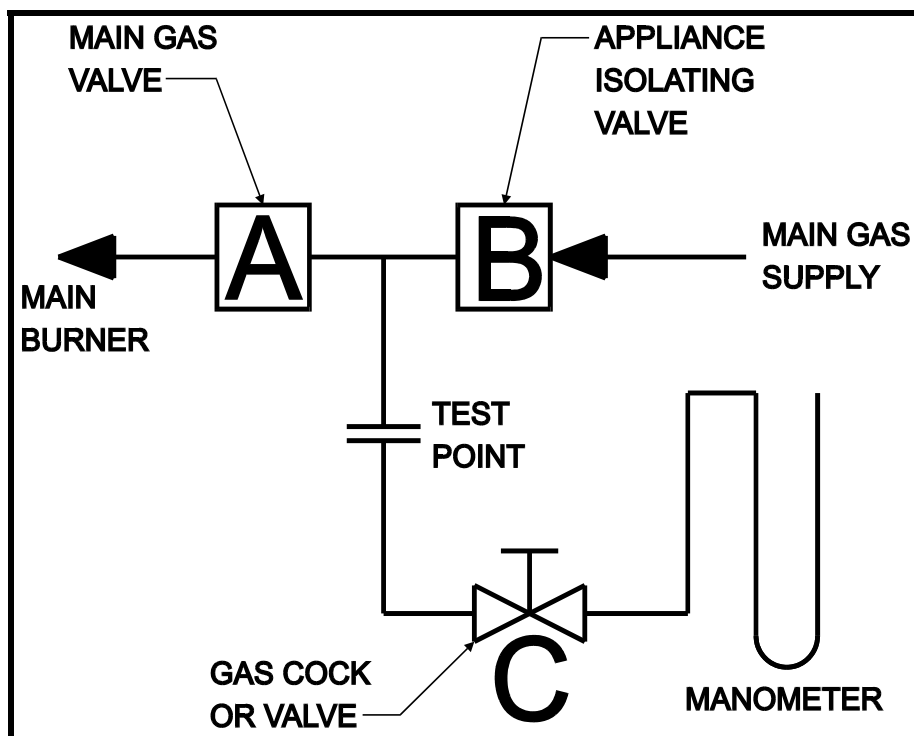 MAIN GAS
VALVE
APPLIANCE
ISOLATING
VALVE
A
B
MAIN GAS
SUPPLY
MAIN
BURNER
TEST
POINT
C
GAS COCK
OR VALVE
MANOMETER